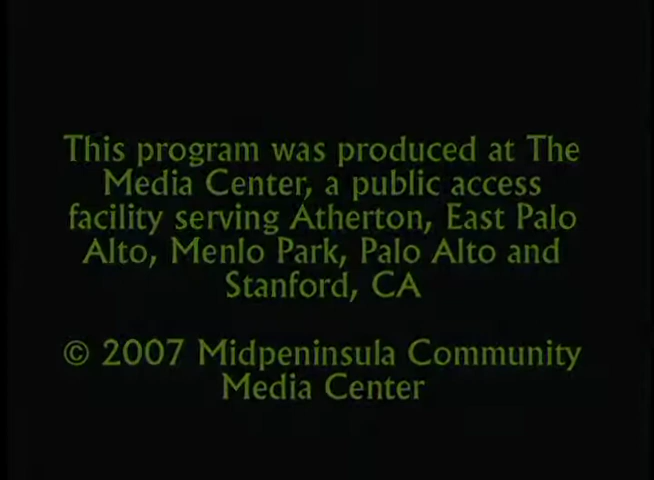 This program was produced at The
Media Center, a public access
facility serving Atherton, East Palo
Alto, Menlo Park, Palo Alto and
Stanford, CA
© 2007 Midpeninsula Community
Media Center